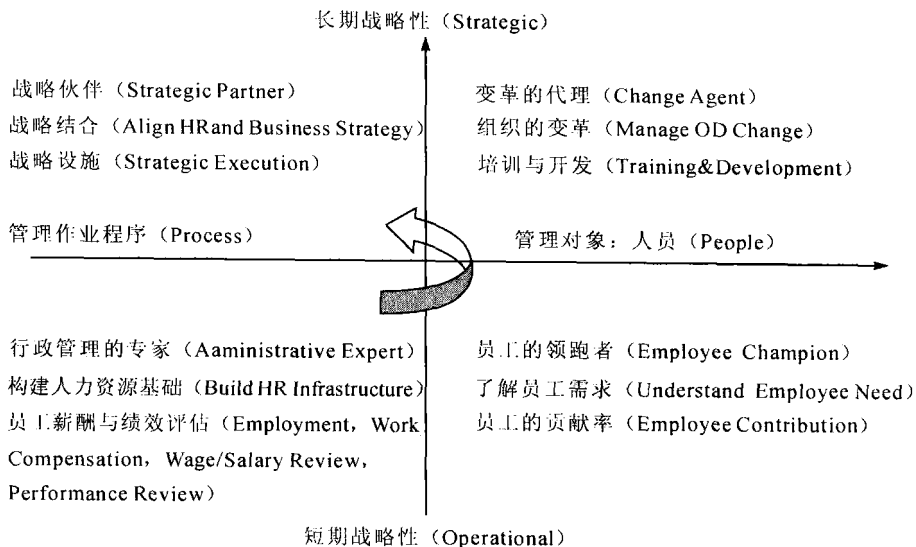 长期战略性（Strategic）
战略伙伴（Strategic Partner）
战略结合（Align HRand Business Strategy）
战略设施（Strategic Execution）
变革的代理（Change Agent）
组织的变革（Manage OD Change）
培训与开发（Training&Development）
管理作业程序（Process）
管理对象：人员（People）
行政管理的专家（Aaministrative Expert）
构建人力资源基础（Build HR Infrastructure）
员工薪酬与绩效评估（Employment，Work
Compensation，Wage/Salary Review，
Performance Review）
员工的领跑者（Employee Champion）
了解员工需求（Understand Employee Need）
员工的贡献率（Employee Contribution）
短期战略性（Operational）